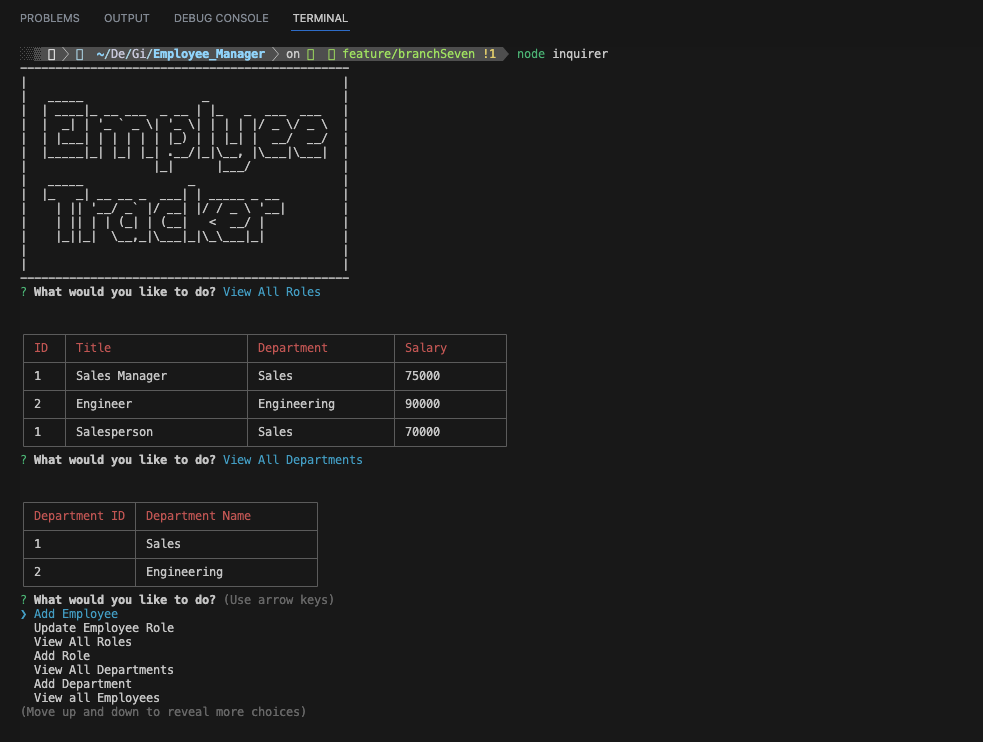 PROBLEMS OUTPUT DEBUG CONSOLE TERMINAL
~/De/Gi/Employee_Manager on feature/branchSeven !1 node inquirer
Employee
Tracker
? What would you like to do? View All Roles
ID Title Department Salary
1 Sales Manager Sales 75000
2 Engineer Engineering 90000
1 Salesperson Sales 70000
? What would you like to do? View All Departments
Department ID Department Name
1 Sales
2 Engineering
? What would you like to do? (Use arrow keys)
❯ Add Employee
Update Employee Role
View All Roles
Add Role
View All Departments
Add Department
View all Employees
(Move up and down to reveal more choices)